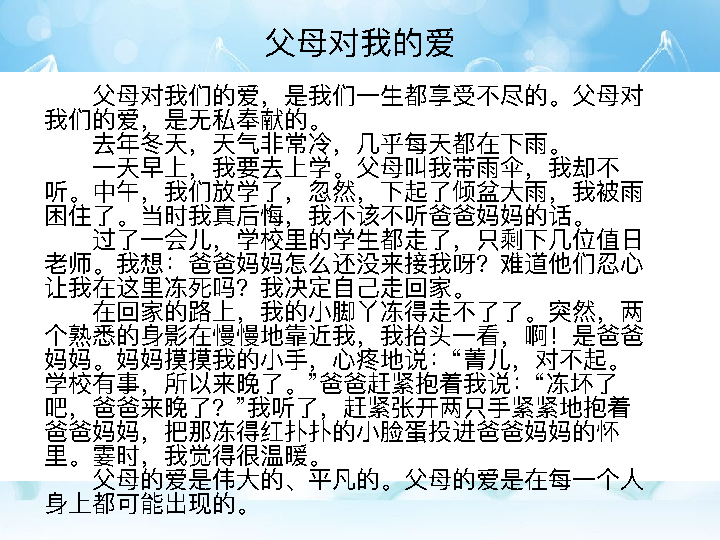 父母对我的爱
父母对我们的爱，是我们一生都享受不尽的。父母对
我们的爱，是无私奉献的。
去年冬天，天气非常冷，几乎每天都在下雨。
一天早上，我要去上学。父母叫我带雨伞，我却不
听。中午，我们放学了，忽然，下起了倾盆大雨，我被雨
困住了。当时我真后悔，我不该不听爸爸妈妈的话。
过了一会儿，学校里的学生都走了，只剩下几位值日
老师。我想：爸爸妈妈怎么还没来接我呀？难道他们忍心
让我在这里冻死吗？我决定自己走回家。
在回家的路上，我的小脚丫冻得走不了了。突然，两
个熟悉的身影在慢慢地靠近我，我抬头一看，啊！是爸爸
妈妈。妈妈摸摸我的小手，心疼地说：“菁儿，对不起。
学校有事，所以来晚了。”爸爸赶紧抱着我说：“冻坏了
吧，爸爸来晚了？”我听了，赶紧张开两只手紧紧地抱着
爸爸妈妈，把那冻得红扑扑的小脸蛋投进爸爸妈妈的怀
里。霎时，我觉得很温暖。
父母的爱是伟大的、平凡的。父母的爱是在每一个人
身上都可能出现的。